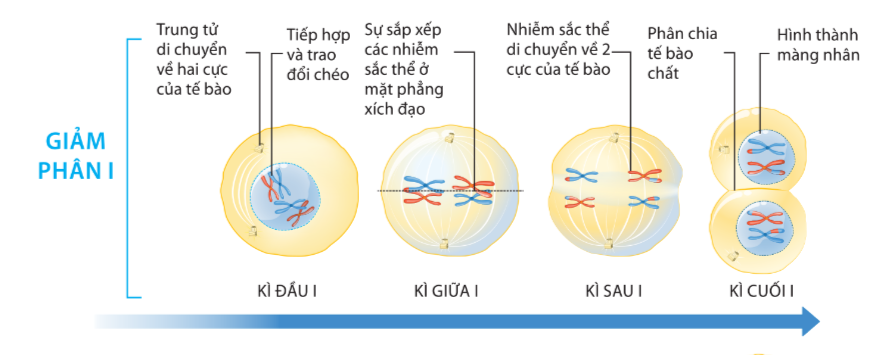 Trung tử
di chuyển
về hai cực
của tế bào
Tiếp hợp
và trao
đổi chéo
Sự sắp xếp
các nhiễm
sắc thể ở
mặt phẳng
xích đạo
Nhiễm sắc thể
di chuyển về 2
cực của tế bào
Phân chia
tế bào
chất
Hình thành
màng nhân
GIẢM
PHÂN I
KÌ ĐẦU I
KÌ GIỮA I
KÌ SAU I
KÌ CUỐI I